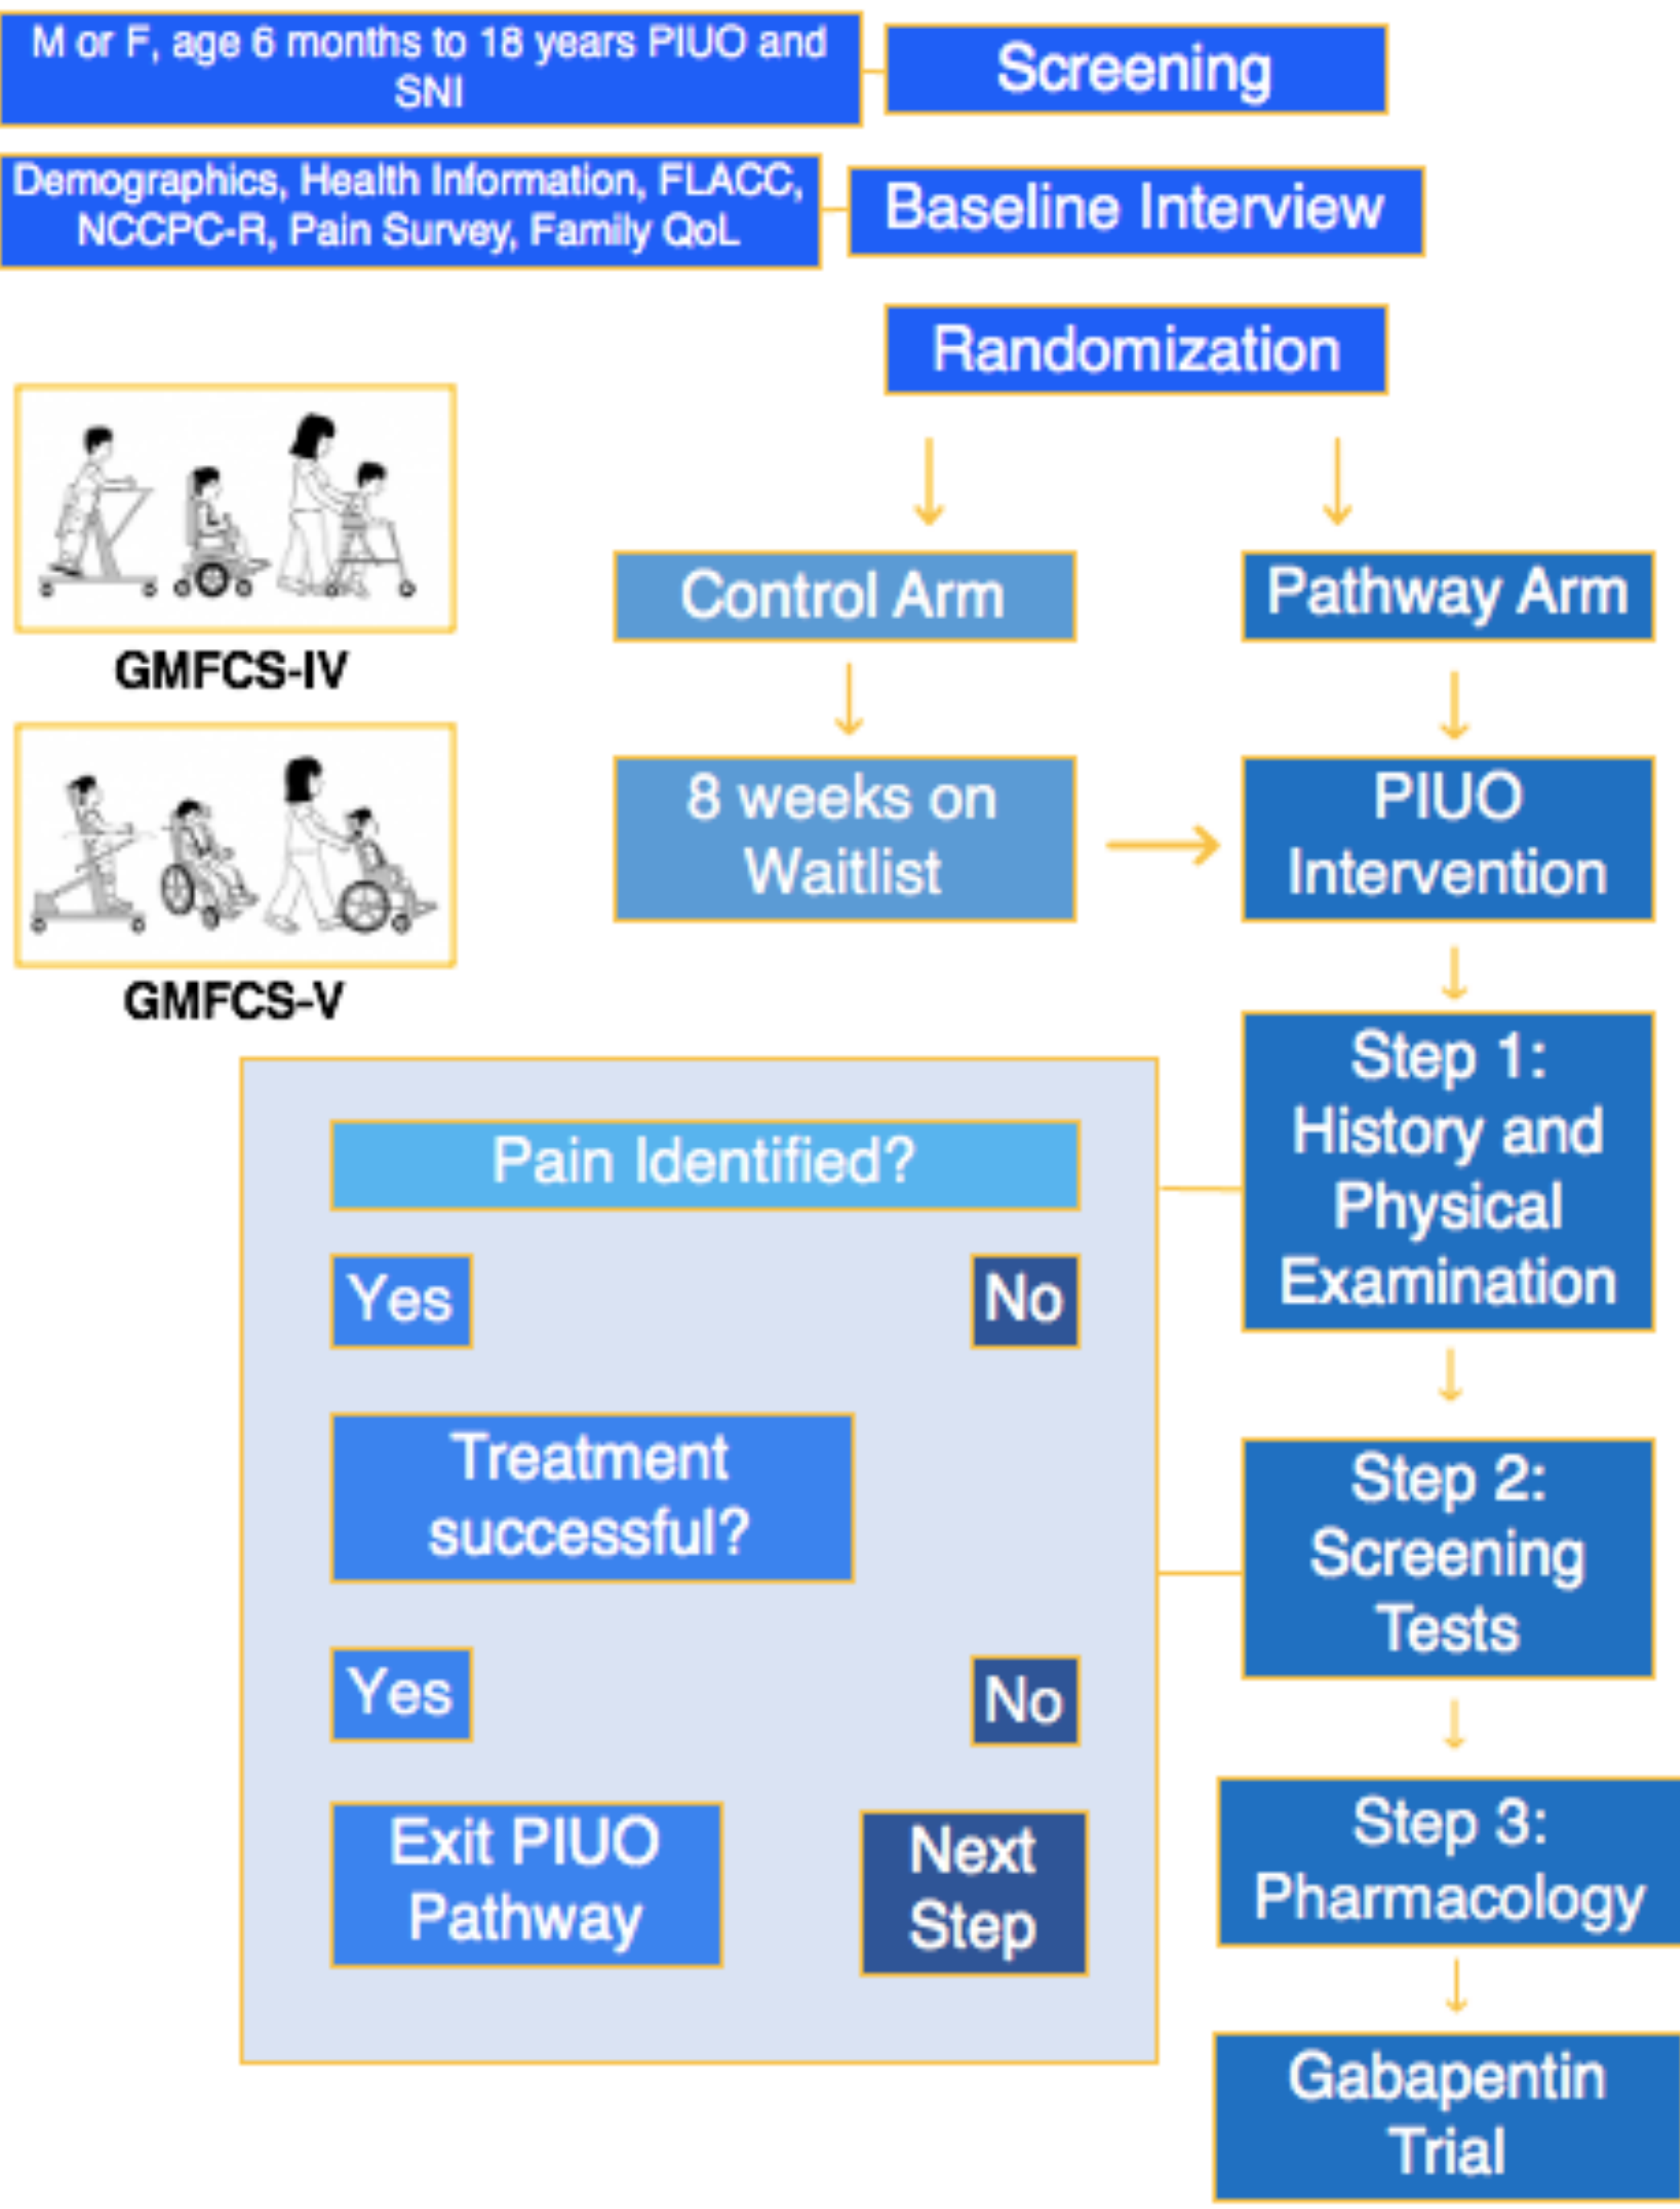 M or F, age 6 months to 18 years PIUO and
SNI
Screening
Demographics, Health Information, FLACC,
NCCPC-R, Pain Survey, Family QoL
Baseline Interview
Randomization
GMFCS-IV
GMFCS-V
Control Arm
Pathway Arm
8 weeks on
Waitlist
PIUO
Intervention
Step 1:
History and
Physical
Examination
Pain Identified?
Yes
No
Treatment
successful?
Yes
No
Exit PIUO
Pathway
Next
Step
Step 2:
Screening
Tests
Step 3:
Pharmacology
Gabapentin
Trial